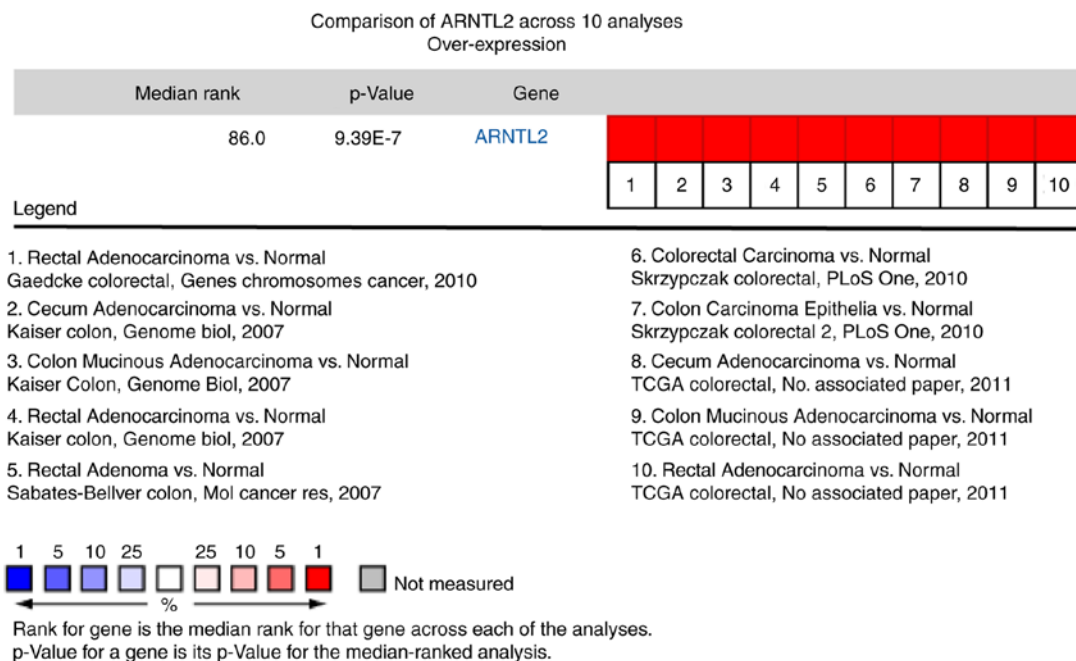 Comparison of ARNTL2 across 10 analyses
Over-expression
Median rank p-Value Gene
86.0 9.39E-7 ARNTL2
1 2 3 4 5 6 7 8 9 10
Legend
1. Rectal Adenocarcinoma vs. Normal
Gaedcke colorectal, Genes chromosomes cancer, 2010
2. Cecum Adenocarcinoma vs. Normal
Kaiser colon, Genome biol, 2007
3. Colon Mucinous Adenocarcinoma vs. Normal
Kaiser Colon, Genome Biol, 2007
4. Rectal Adenocarcinoma vs. Normal
Kaiser colon, Genome biol, 2007
5. Rectal Adenoma vs. Normal
Sabates-Bellver colon, Mol cancer res, 2007
6. Colorectal Carcinoma vs. Normal
Skrzypczak colorectal, PLoS One, 2010
7. Colon Carcinoma Epithelia vs. Normal
Skrzypczak colorectal 2, PLoS One, 2010
8. Cecum Adenocarcinoma vs. Normal
TCGA colorectal, No. associated paper, 2011
9. Colon Mucinous Adenocarcinoma vs. Normal
TCGA colorectal, No associated paper, 2011
10. Rectal Adenocarcinoma vs. Normal
TCGA colorectal, No associated paper, 2011
1 5 10 25 25 10 5 1
Not measured
%
Rank for gene is the median rank for that gene across each of the analyses.
p-Value for a gene is its p-Value for the median-ranked analysis.